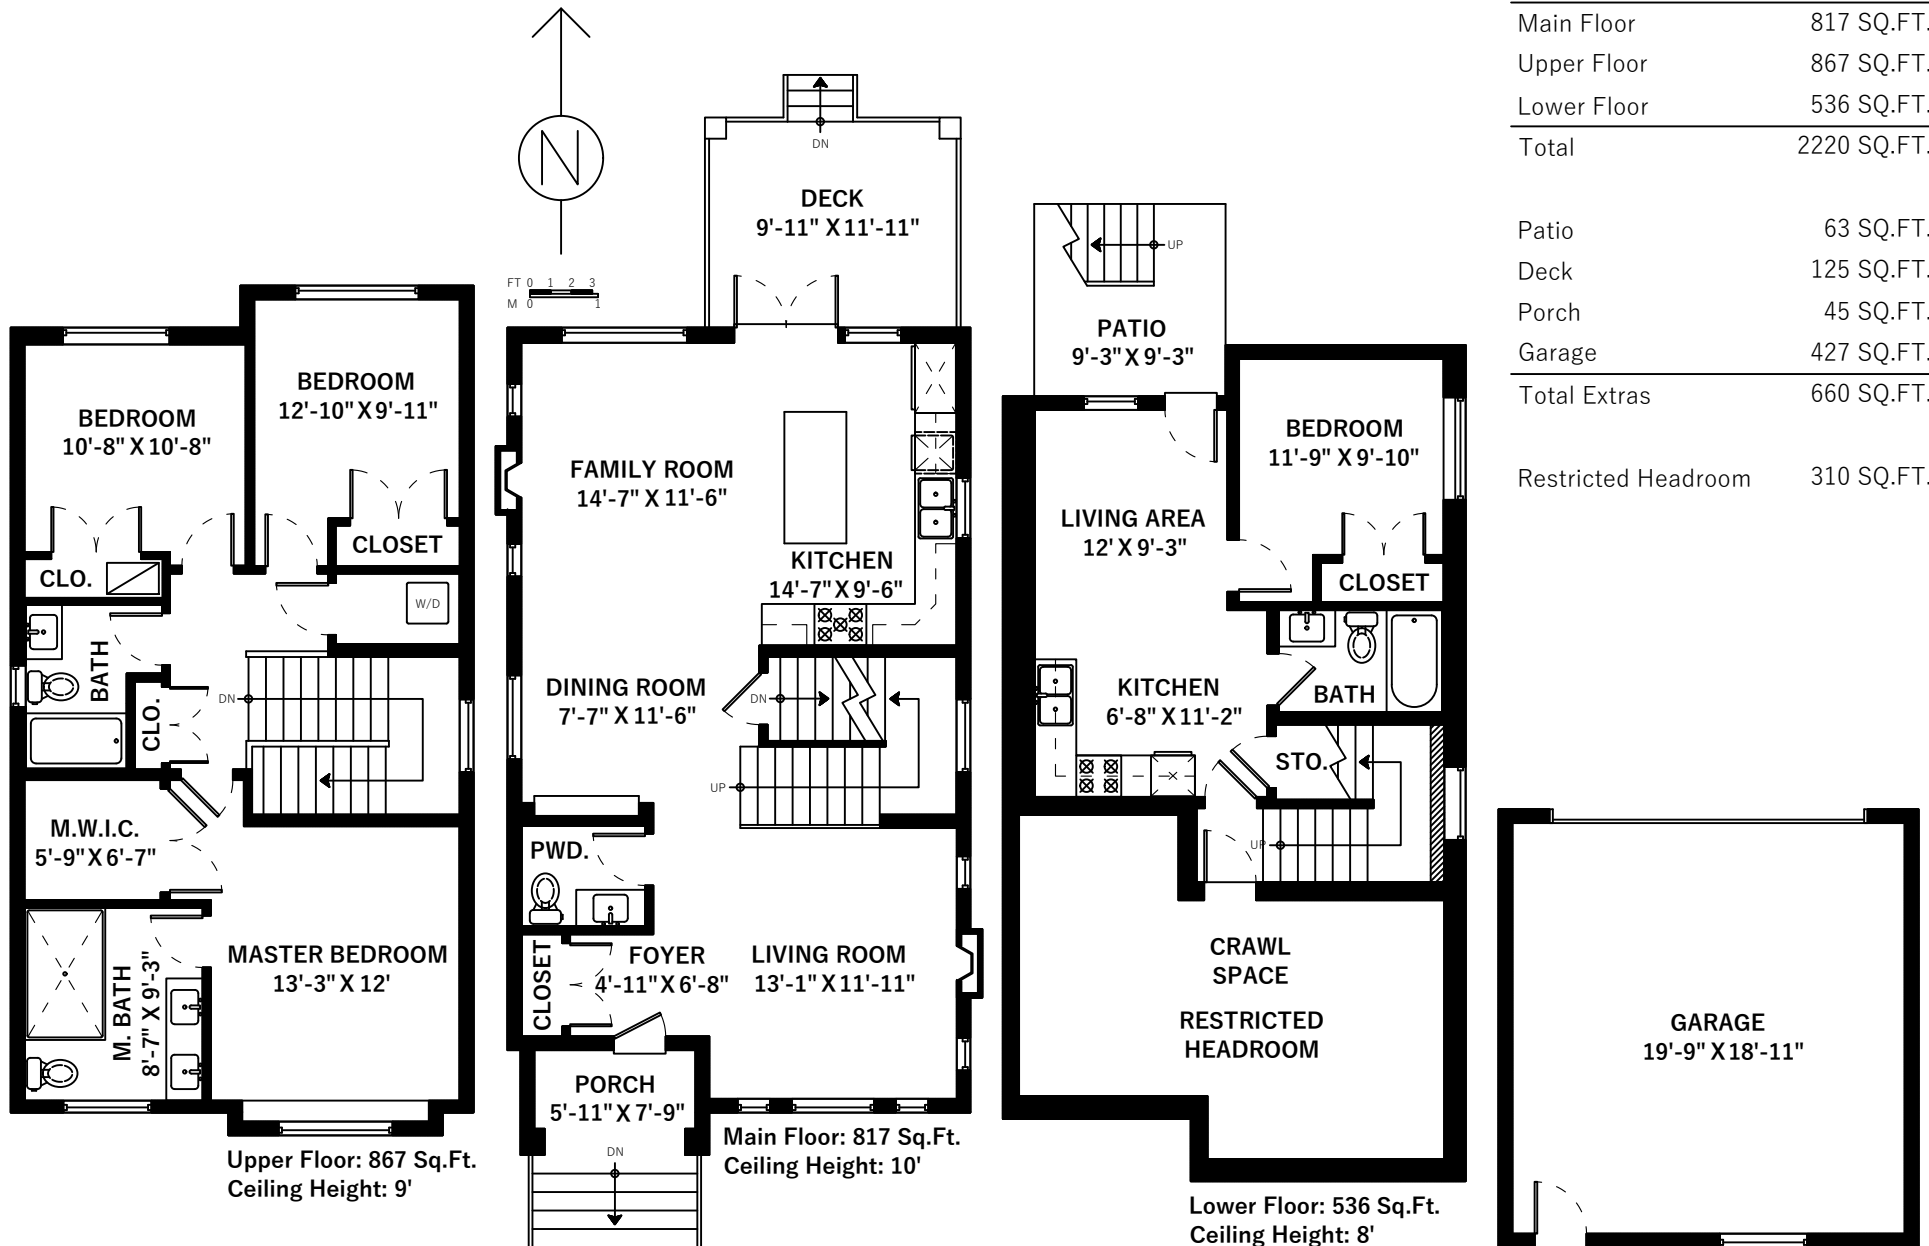 Main Floor 817 SQ.FT.
Upper Floor 867 SQ.FT.
Lower Floor 536 SQ.FT.
Total 2220 SQ.FT.
Patio 63 SQ.FT.
Deck 125 SQ.FT.
Porch 45 SQ.FT.
Garage 427 SQ.FT.
Total Extras 660 SQ.FT.
Restricted Headroom 310 SQ.FT.
N
FT 0 1 2 3
M 0 1
BEDROOM
10'-8" X 10'-8"
BEDROOM
12'-10" X 9'-11"
CLOSET
CLO.
W/D
BATH
CLO.
DN
M.W.I.C.
5'-9" X 6'-7"
M. BATH
8'-7" X 9'-3"
MASTER BEDROOM
13'-3" X 12'
Upper Floor: 867 Sq.Ft.
Ceiling Height: 9'
DN
DECK
9'-11" X 11'-11"
FAMILY ROOM
14'-7" X 11'-6"
KITCHEN
14'-7" X 9'-6"
DINING ROOM
7'-7" X 11'-6"
DN
UP
PWD.
CLOSET
FOYER
4'-11" X 6'-8"
LIVING ROOM
13'-1" X 11'-11"
PORCH
5'-11" X 7'-9"
DN
Main Floor: 817 Sq.Ft.
Ceiling Height: 10'
UP
PATIO
9'-3" X 9'-3"
BEDROOM
11'-9" X 9'-10"
LIVING AREA
12' X 9'-3"
CLOSET
KITCHEN
6'-8" X 11'-2"
BATH
STO.
UP
CRAWL
SPACE
RESTRICTED
HEADROOM
Lower Floor: 536 Sq.Ft.
Ceiling Height: 8'
GARAGE
19'-9" X 18'-11"